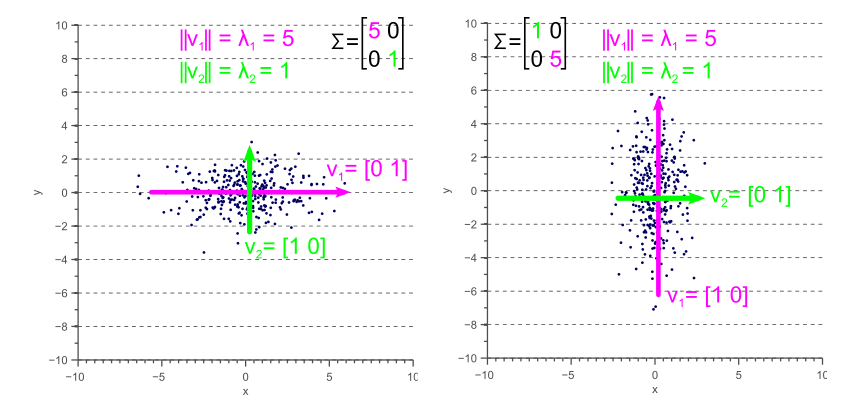 ‖v₁‖ = λ₁ = 5
‖v₂‖ = λ₂ = 1
Σ=[5 0
0 1]
v₁= [0 1]
v₂= [1 0]
10
8
6
4
2
0
−2
−4
−6
−8
−10
y
−10 −5 0 5 10
x
Σ=[1 0
0 5]
‖v₁‖ = λ₁ = 5
‖v₂‖ = λ₂ = 1
v₂= [0 1]
v₁= [1 0]
10
8
6
4
2
0
−2
−4
−6
−8
−10
y
−10 −5 0 5 10
x